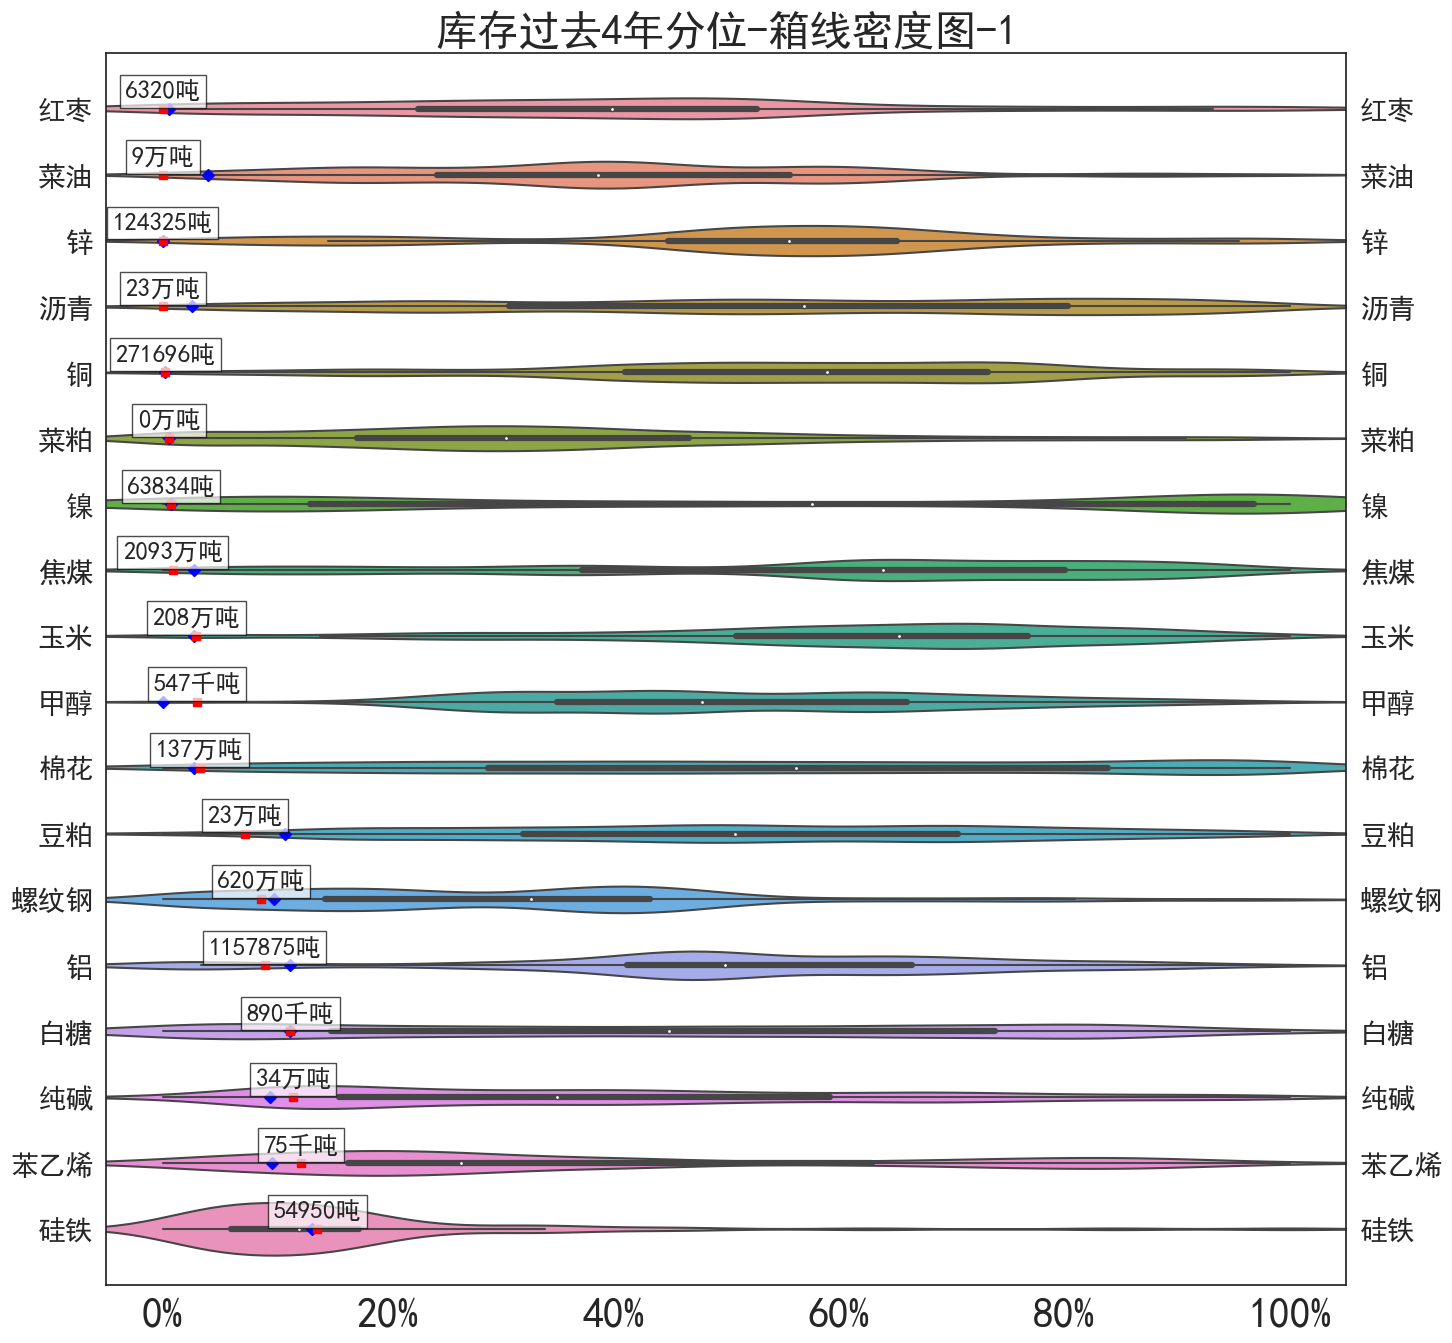 库存过去4年分位-箱线密度图-1
红枣 6320吨 红枣
菜油 9万吨 菜油
锌 124325吨 锌
沥青 23万吨 沥青
铜 271696吨 铜
菜粕 0万吨 菜粕
镍 63834吨 镍
焦煤 2093万吨 焦煤
玉米 208万吨 玉米
甲醇 547千吨 甲醇
棉花 137万吨 棉花
豆粕 23万吨 豆粕
螺纹钢 620万吨 螺纹钢
铝 1157875吨 铝
白糖 890千吨 白糖
纯碱 34万吨 纯碱
苯乙烯 75千吨 苯乙烯
硅铁 54950吨 硅铁
0% 20% 40% 60% 80% 100%